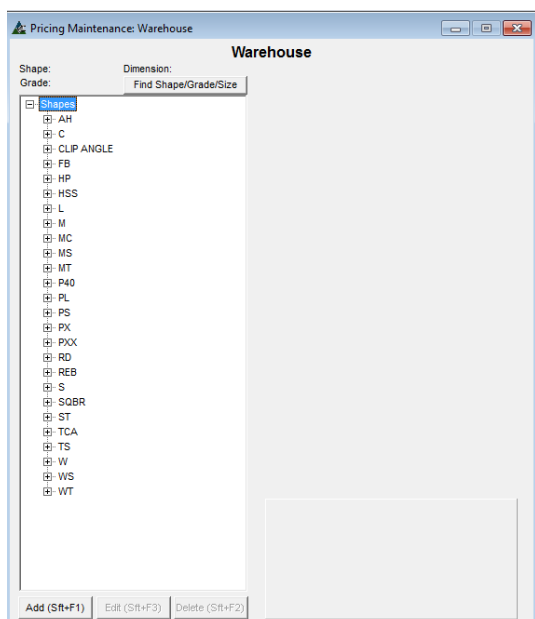 Pricing Maintenance: Warehouse
Warehouse
Shape: Dimension:
Grade: Find Shape/Grade/Size
Shapes
AH
C
CLIP ANGLE
FB
HP
HSS
L
M
MC
MS
MT
P40
PL
PS
PX
PXX
RD
REB
S
SQBR
ST
TCA
TS
W
WS
WT
Add (Sft+F1) Edit (Sft+F3) Delete (Sft+F2)